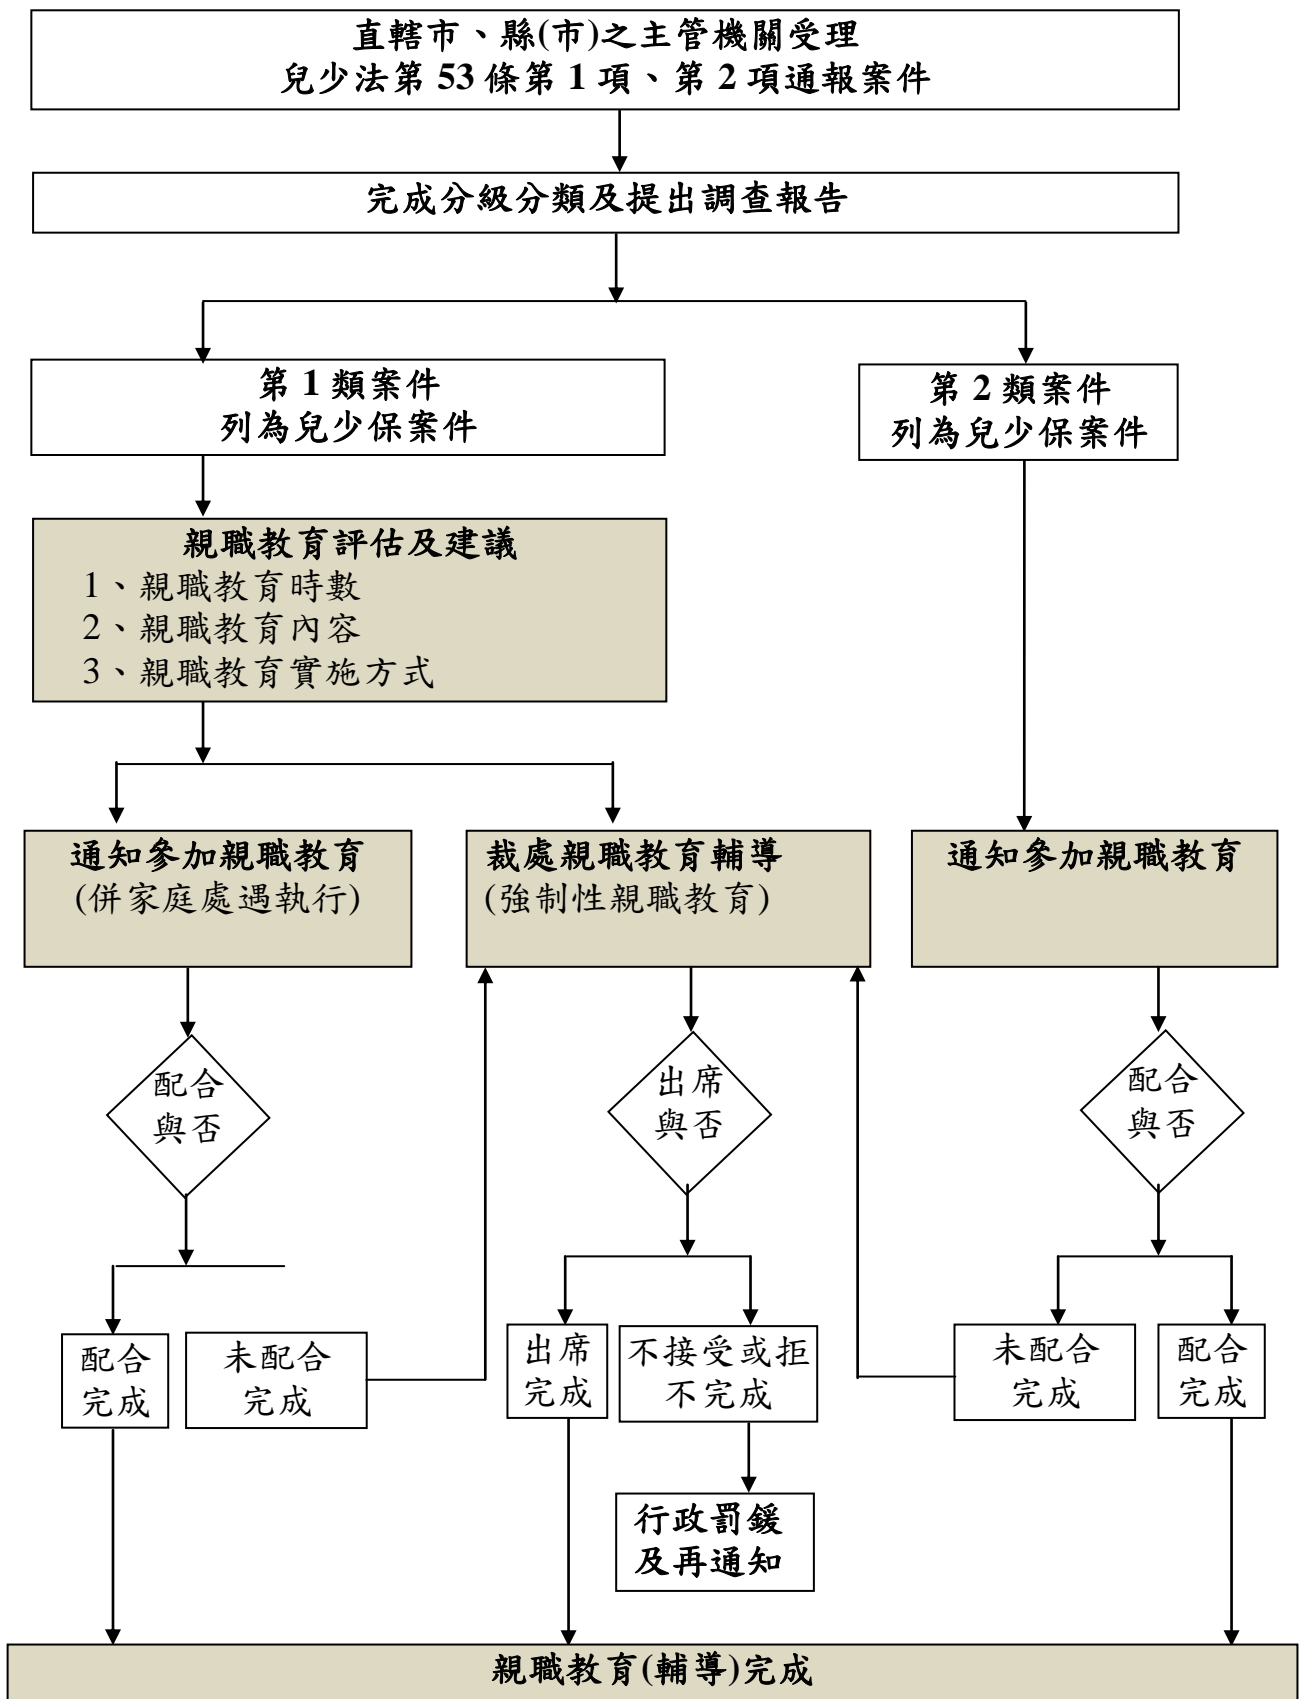 直轄市、縣(市)之主管機關受理
兒少法第 53 條第 1 項、第 2 項通報案件
完成分級分類及提出調查報告
第 1 類案件
列為兒少保案件
第 2 類案件
列為兒少保案件
親職教育評估及建議
1、親職教育時數
2、親職教育內容
3、親職教育實施方式
通知參加親職教育
(併家庭處遇執行)
裁處親職教育輔導
(強制性親職教育)
通知參加親職教育
配合
與否
出席
與否
配合
與否
配合
完成
未配合
完成
出席
完成
不接受或拒
不完成
未配合
完成
配合
完成
行政罰鍰
及再通知
親職教育(輔導)完成